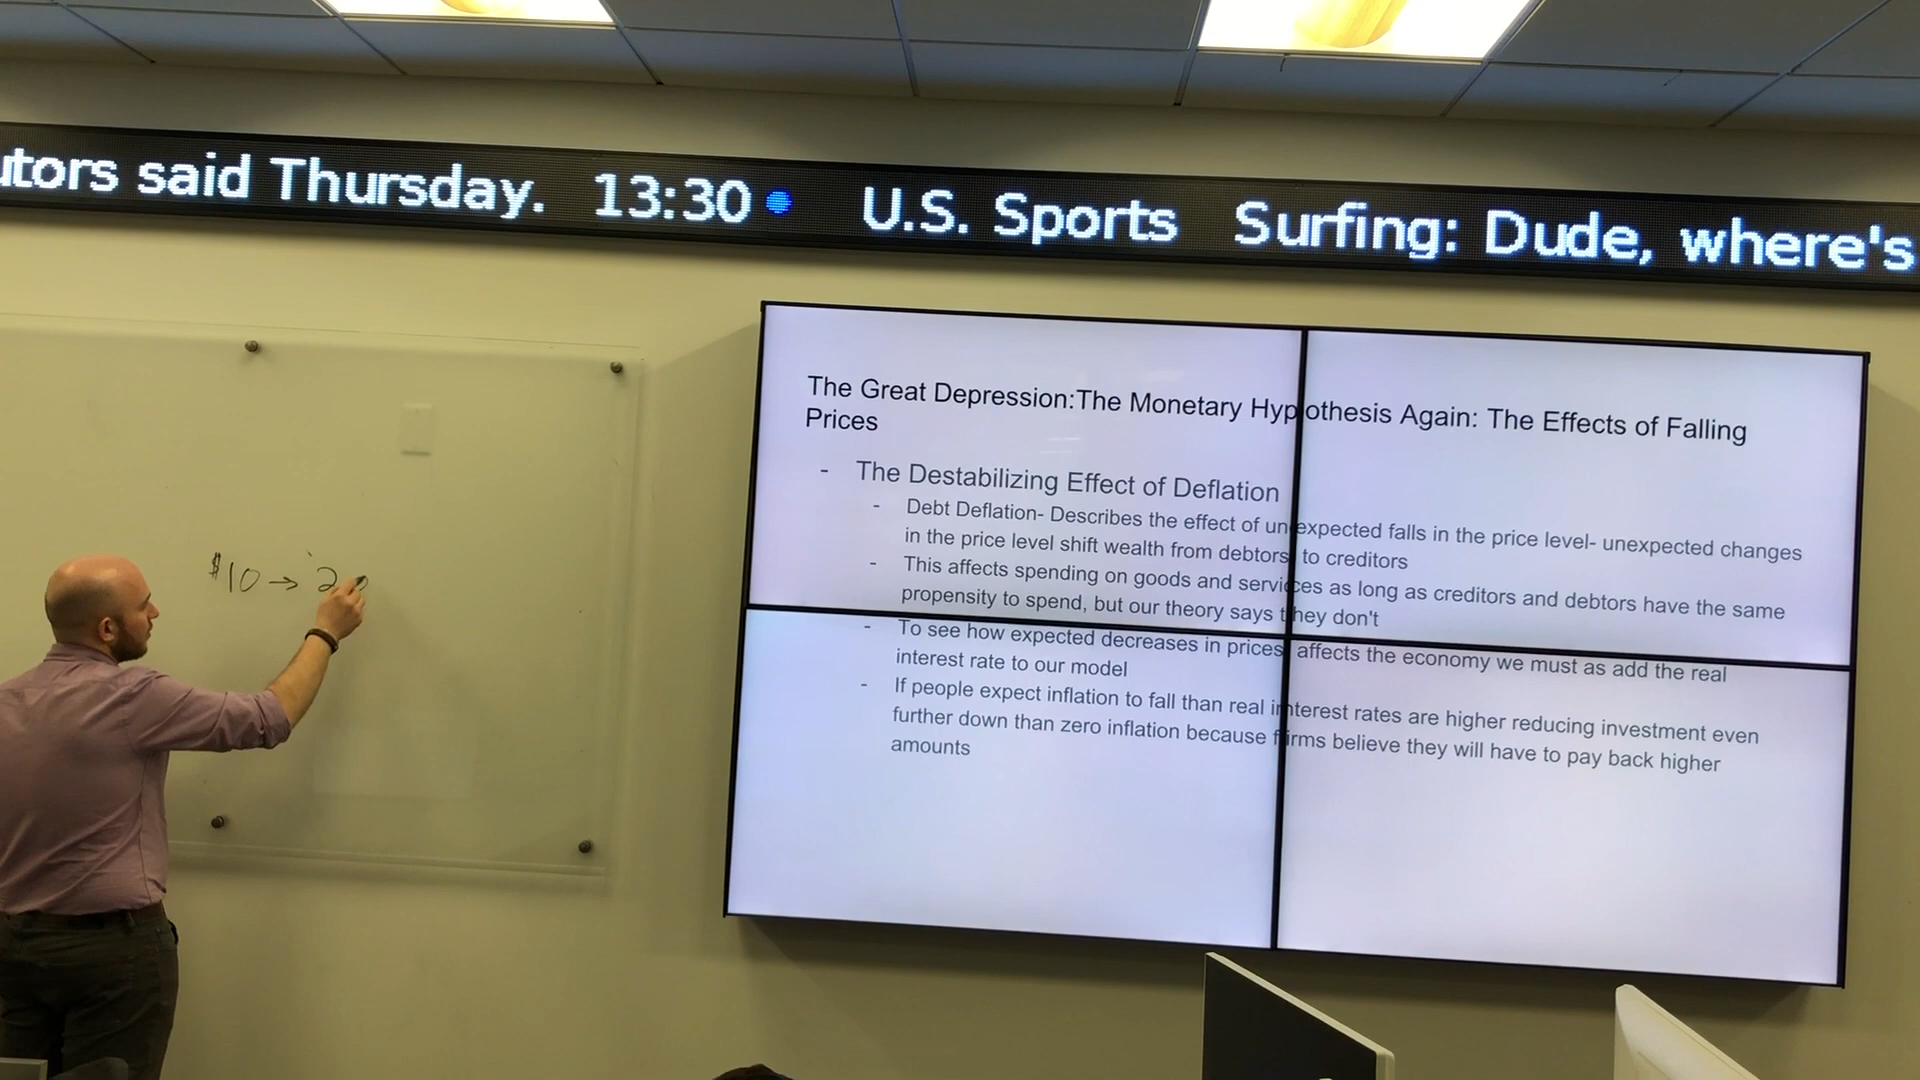 utors said Thursday. 13:30 U.S. Sports Surfing: Dude, where's
$10 → 2
The Great Depression:The Monetary Hypothesis Again: The Effects of Falling
Prices
- The Destabilizing Effect of Deflation
- Debt Deflation- Describes the effect of unexpected falls in the price level- unexpected changes
in the price level shift wealth from debtors to creditors
- This affects spending on goods and services as long as creditors and debtors have the same
propensity to spend, but our theory says they don't
- To see how expected decreases in prices affects the economy we must as add the real
interest rate to our model
- If people expect inflation to fall than real interest rates are higher reducing investment even
further down than zero inflation because firms believe they will have to pay back higher
amounts